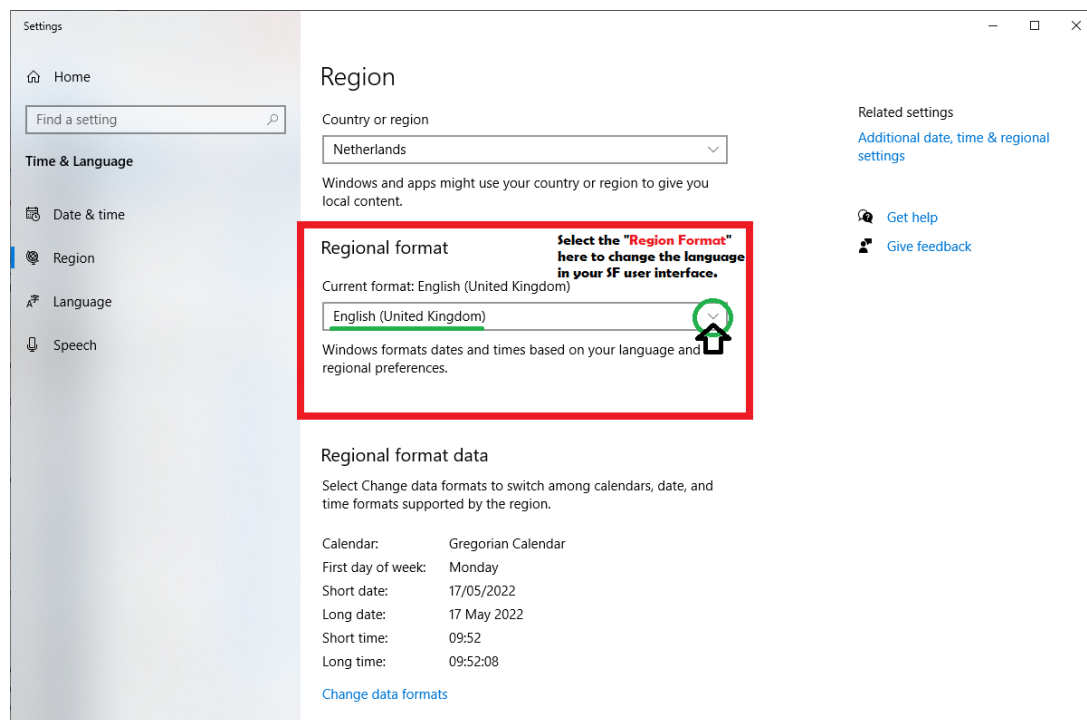 Settings
Home
Find a setting
Time & Language
Date & time
Region
Language
Speech
Region
Country or region
Netherlands
Windows and apps might use your country or region to give you
local content.
Regional format
Select the "Region Format"
here to change the language
in your SF user interface.
Current format: English (United Kingdom)
English (United Kingdom)
Windows formats dates and times based on your language and
regional preferences.
Regional format data
Select Change data formats to switch among calendars, date, and
time formats supported by the region.
Calendar: Gregorian Calendar
First day of week: Monday
Short date: 17/05/2022
Long date: 17 May 2022
Short time: 09:52
Long time: 09:52:08
Change data formats
Related settings
Additional date, time & regional
settings
Get help
Give feedback